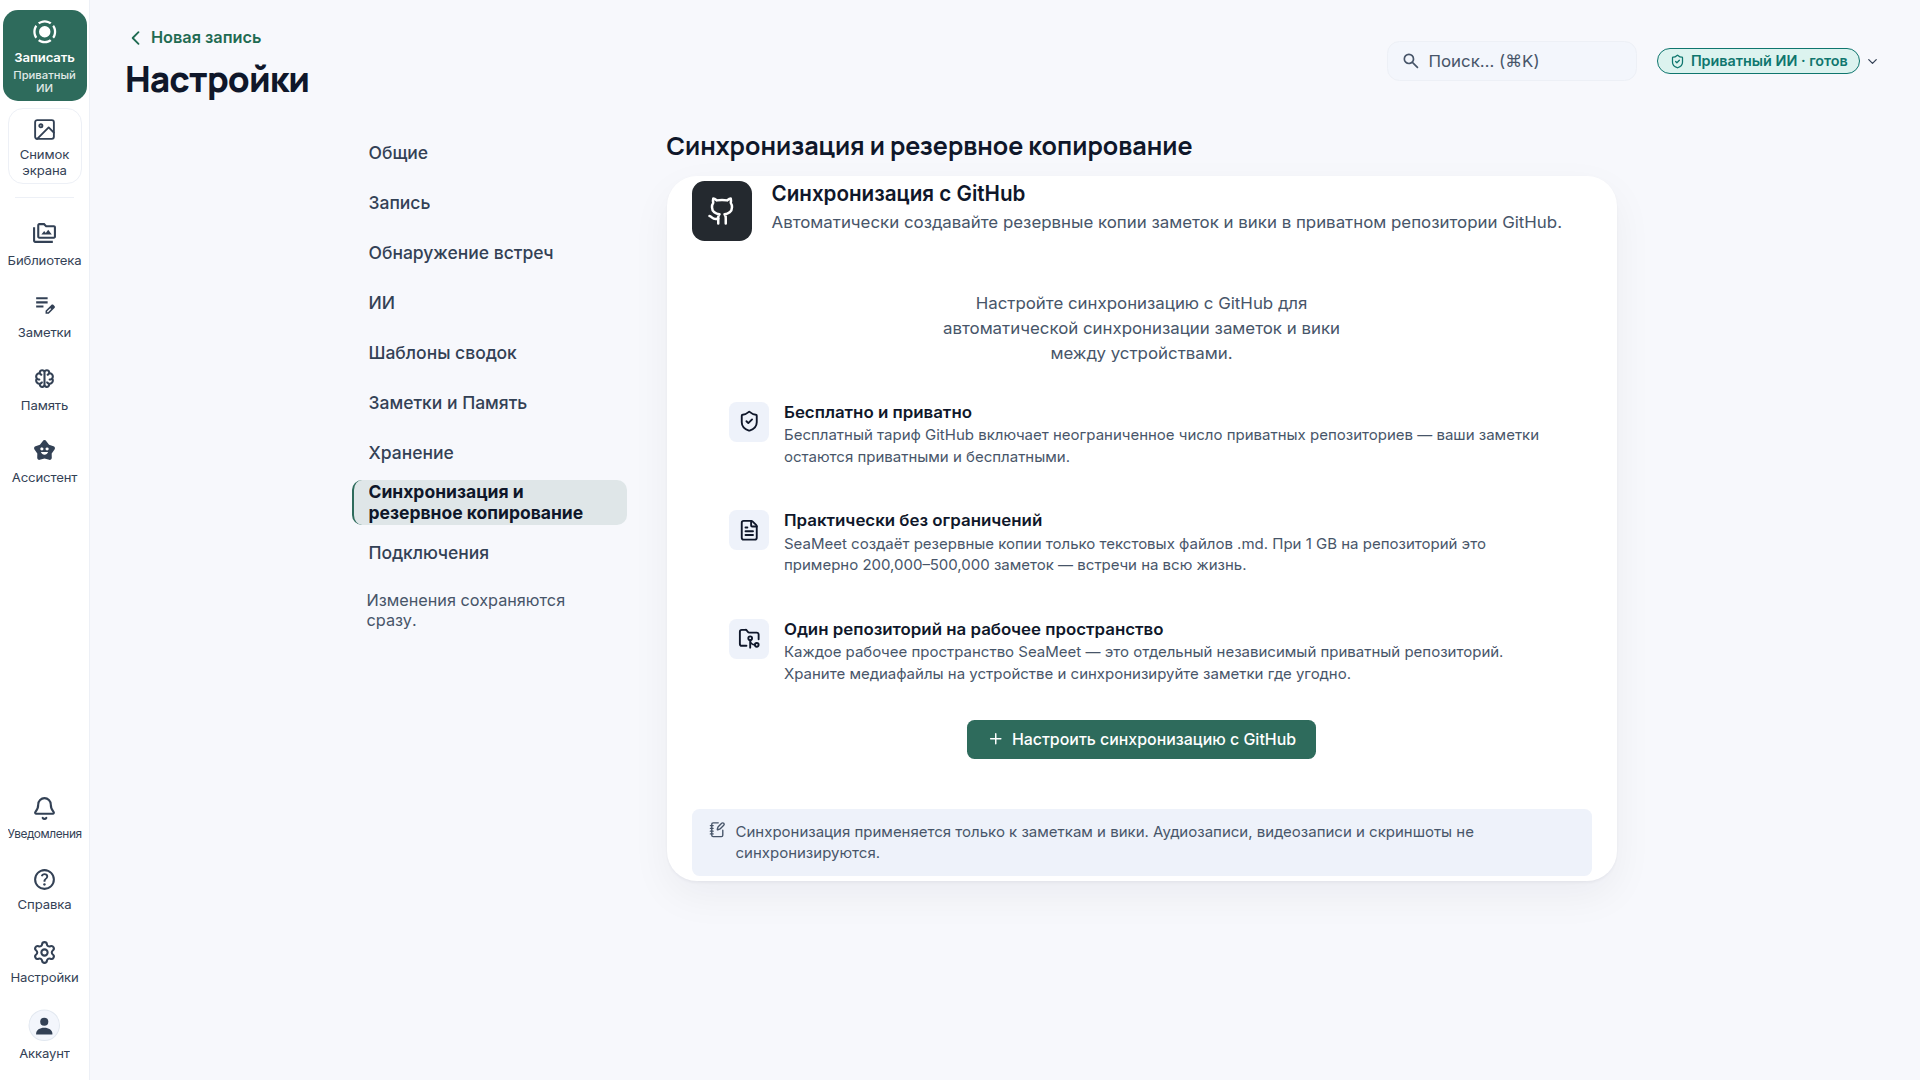 Записать
Приватный
ИИ
Снимок
экрана
Библиотека
Заметки
Память
Ассистент
Уведомления
Справка
Настройки
Аккаунт
Новая запись
Настройки
Поиск... (⌘K)
Приватный ИИ · готов
Общие
Запись
Обнаружение встреч
ИИ
Шаблоны сводок
Заметки и Память
Хранение
Синхронизация и
резервное копирование
Подключения
Изменения сохраняются
сразу.
Синхронизация и резервное копирование
Синхронизация с GitHub
Автоматически создавайте резервные копии заметок и вики в приватном репозитории GitHub.
Настройте синхронизацию с GitHub для
автоматической синхронизации заметок и вики
между устройствами.
Бесплатно и приватно
Бесплатный тариф GitHub включает неограниченное число приватных репозиториев — ваши заметки
остаются приватными и бесплатными.
Практически без ограничений
SeaMeet создаёт резервные копии только текстовых файлов .md. При 1 GB на репозиторий это
примерно 200,000–500,000 заметок — встречи на всю жизнь.
Один репозиторий на рабочее пространство
Каждое рабочее пространство SeaMeet — это отдельный независимый приватный репозиторий.
Храните медиафайлы на устройстве и синхронизируйте заметки где угодно.
Настроить синхронизацию с GitHub
Синхронизация применяется только к заметкам и вики. Аудиозаписи, видеозаписи и скриншоты не
синхронизируются.